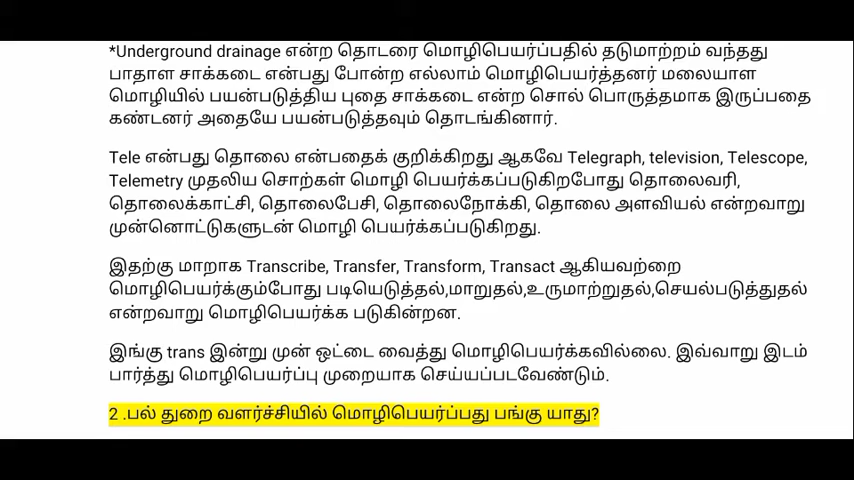 *Underground drainage என்ற தொடரை மொழிபெயர்ப்பதில் தடுமாற்றம் வந்தது
பாதாள சாக்கடை என்பது போன்ற எல்லாம் மொழிபெயர்த்தனர் மலையாள
மொழியில் பயன்படுத்திய புதை சாக்கடை என்ற சொல் பொருத்தமாக இருப்பதை
கண்டனர் அதையே பயன்படுத்தவும் தொடங்கினார்.
Tele என்பது தொலை என்பதைக் குறிக்கிறது ஆகவே Telegraph, television, Telescope,
Telemetry முதலிய சொற்கள் மொழி பெயர்க்கப்படுகிறபோது தொலைவரி,
தொலைக்காட்சி, தொலைபேசி, தொலைநோக்கி, தொலை அளவியல் என்றவாறு
முன்னொட்டுகளுடன் மொழி பெயர்க்கப்படுகிறது.
இதற்கு மாறாக Transcribe, Transfer, Transform, Transact ஆகியவற்றை
மொழிபெயர்க்கும்போது படியெடுத்தல்,மாறுதல்,உருமாற்றுதல்,செயல்படுத்துதல்
என்றவாறு மொழிபெயர்க்க படுகின்றன.
இங்கு trans இன்று முன் ஒட்டை வைத்து மொழிபெயர்க்கவில்லை. இவ்வாறு இடம்
பார்த்து மொழிபெயர்ப்பு முறையாக செய்யப்படவேண்டும்.
2 .பல் துறை வளர்ச்சியில் மொழிபெயர்ப்பது பங்கு யாது?